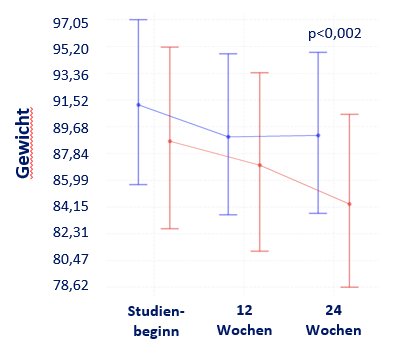 97,05
p<0,002
95,20
93,36
91,52
89,68
87,84
85,99
84,15
82,31
80,47
78,62
Gewicht
Studien-
beginn
12
Wochen
24
Wochen